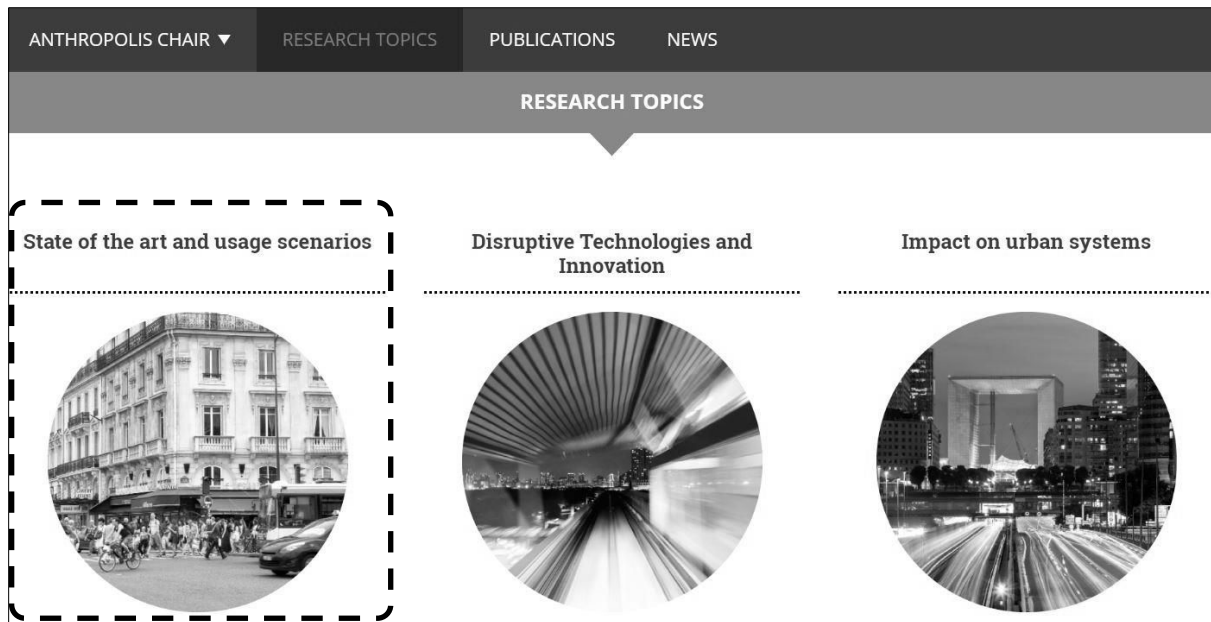 ANTHROPOLIS CHAIR ▼ RESEARCH TOPICS PUBLICATIONS NEWS
RESEARCH TOPICS
State of the art and usage scenarios
Disruptive Technologies and
Innovation
Impact on urban systems